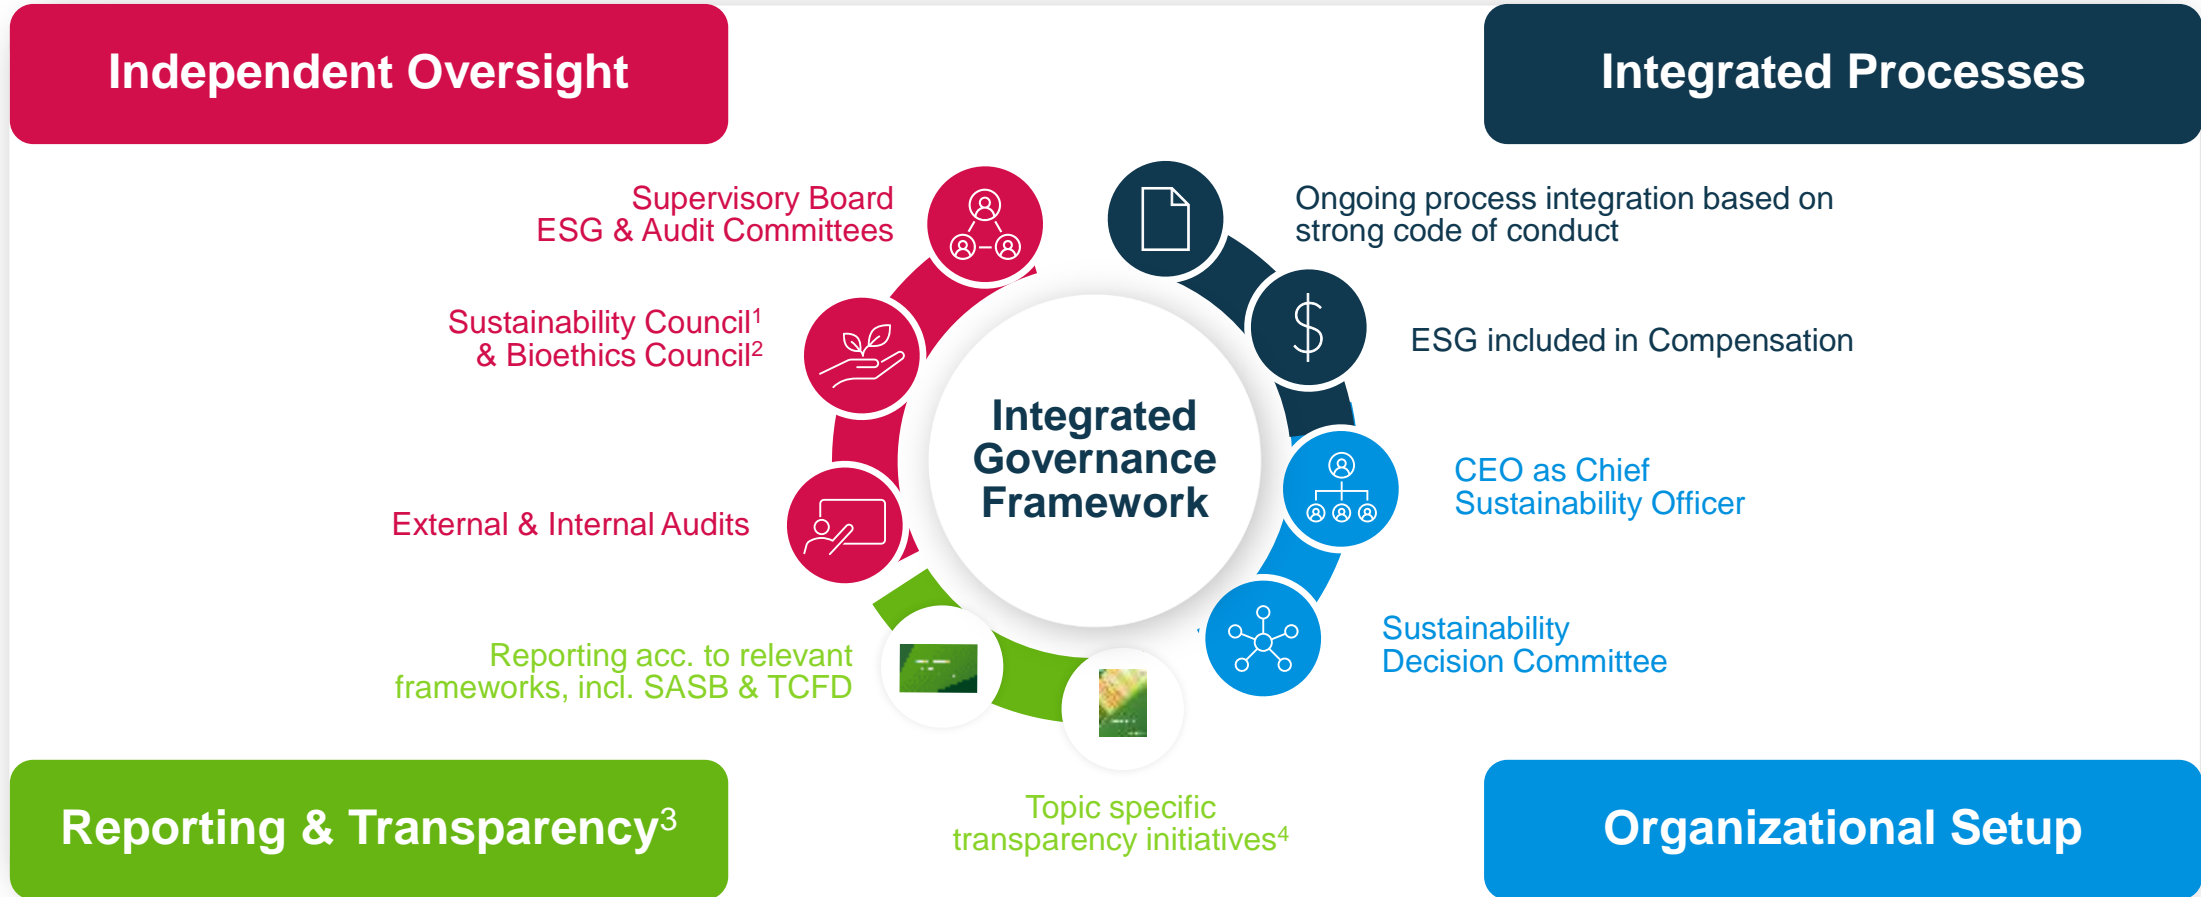 Independent Oversight
Integrated Processes
Supervisory Board
ESG & Audit Committees
Ongoing process integration based on
strong code of conduct
Sustainability Council¹
& Bioethics Council²
ESG included in Compensation
Integrated
Governance
Framework
CEO as Chief
Sustainability Officer
External & Internal Audits
Sustainability
Decision Committee
Reporting acc. to relevant
frameworks, incl. SASB & TCFD
Topic specific
transparency initiatives⁴
Reporting & Transparency³
Organizational Setup